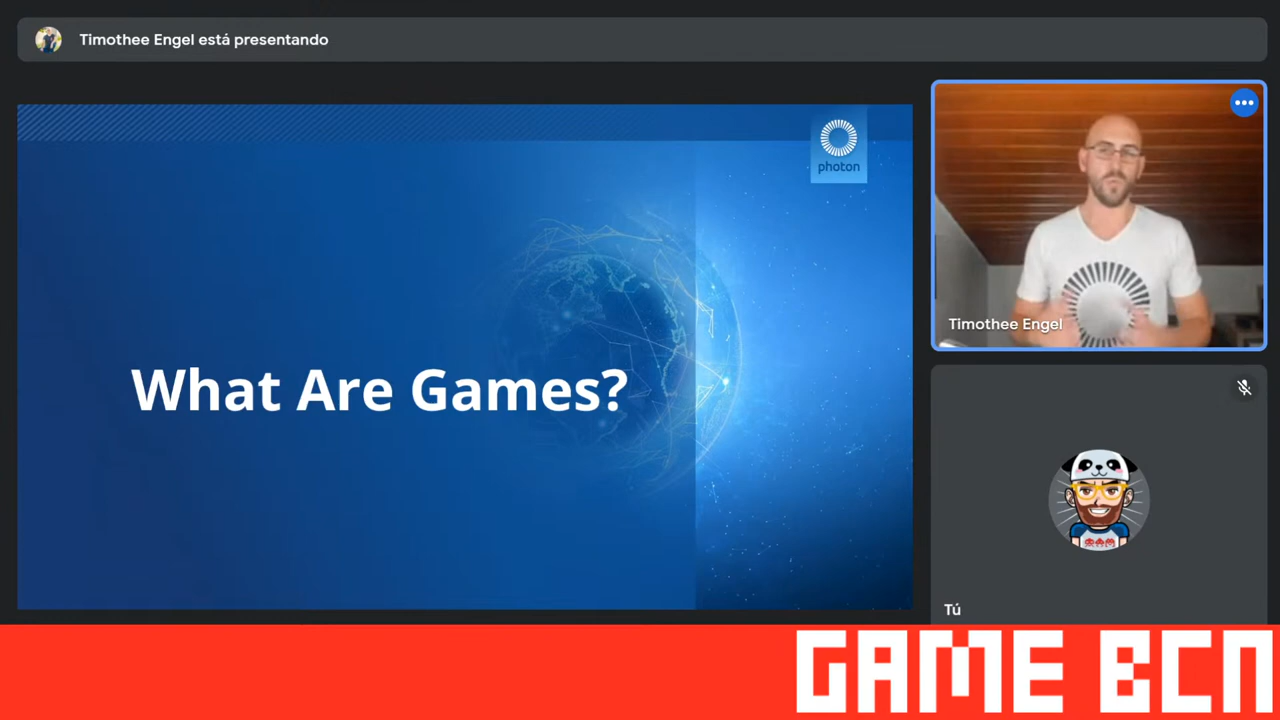 Timothee Engel está presentando
photon
What Are Games?
Timothee Engel
Tú
GAME BCN